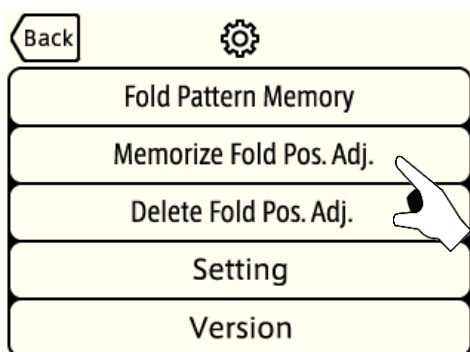 Back
Fold Pattern Memory
Memorize Fold Pos. Adj.
Delete Fold Pos. Adj.
Setting
Version